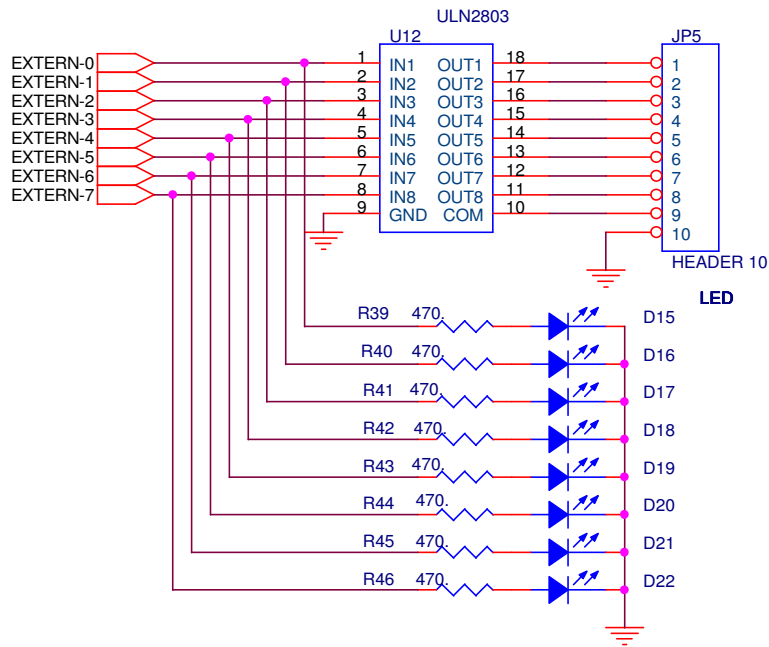 ULN2803
U12 JP5
EXTERN-0 1 IN1 OUT1 18 1
EXTERN-1 2 IN2 OUT2 17 2
EXTERN-2 3 IN3 OUT3 16 3
EXTERN-3 4 IN4 OUT4 15 4
EXTERN-4 5 IN5 OUT5 14 5
EXTERN-5 6 IN6 OUT6 13 6
EXTERN-6 7 IN7 OUT7 12 7
EXTERN-7 8 IN8 OUT8 11 8
9 GND COM 10 9
10
HEADER 10
LED
R39 470. D15
R40 470. D16
R41 470. D17
R42 470. D18
R43 470. D19
R44 470. D20
R45 470. D21
R46 470. D22